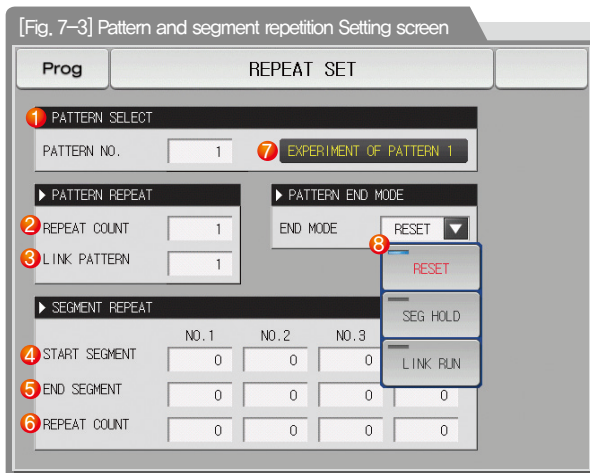 [Fig. 7-3] Pattern and segment repetition Setting screen
Prog REPEAT SET
1 PATTERN SELECT
PATTERN NO. 1 7 EXPERIMENT OF PATTERN 1
▶ PATTERN REPEAT ▶ PATTERN END MODE
2 REPEAT COUNT 1 END MODE RESET ▼
8
3 LINK PATTERN 1 RESET
▶ SEGMENT REPEAT SEG HOLD
NO.1 NO.2 NO.3
4 START SEGMENT 0 0 0 LINK RUN
5 END SEGMENT 0 0 0 0
6 REPEAT COUNT 0 0 0 0